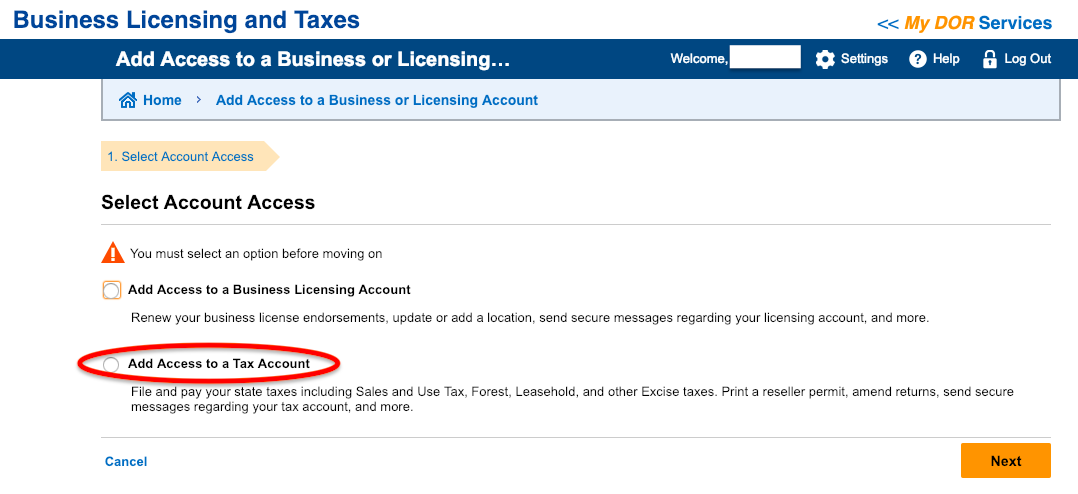 Business Licensing and Taxes
<< My DOR Services
Add Access to a Business or Licensing...
Welcome,
Settings
Help
Log Out
Home > Add Access to a Business or Licensing Account
1. Select Account Access
Select Account Access
You must select an option before moving on
Add Access to a Business Licensing Account
Renew your business license endorsements, update or add a location, send secure messages regarding your licensing account, and more.
Add Access to a Tax Account
File and pay your state taxes including Sales and Use Tax, Forest, Leasehold, and other Excise taxes. Print a reseller permit, amend returns, send secure
messages regarding your tax account, and more.
Cancel
Next